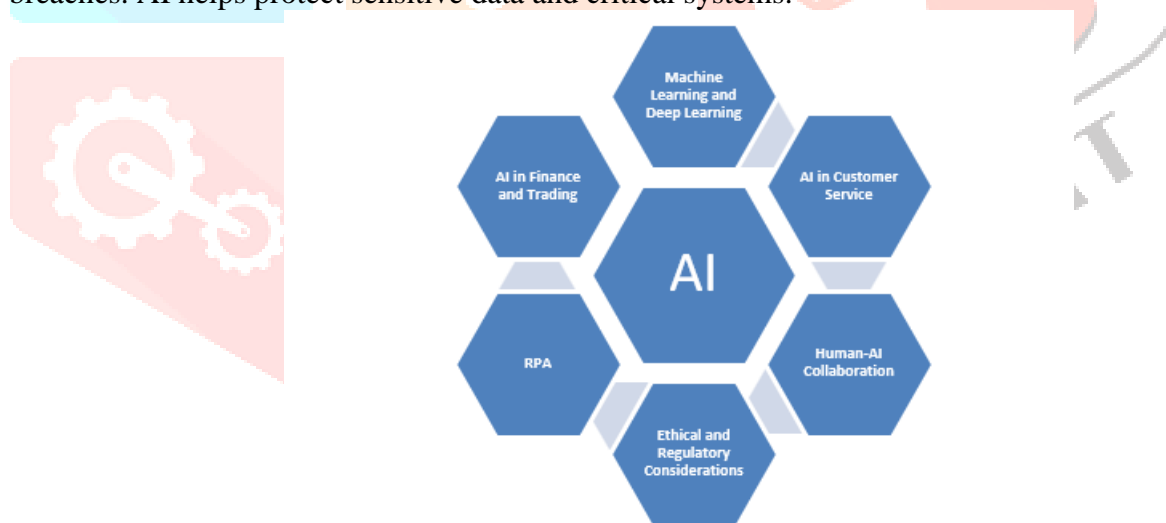 breaches. AI helps protect sensitive data and critical systems.
Machine
Learning and
Deep Learning
AI in Finance
and Trading
AI in Customer
Service
AI
RPA
Human-AI
Collaboration
Ethical and
Regulatory
Considerations